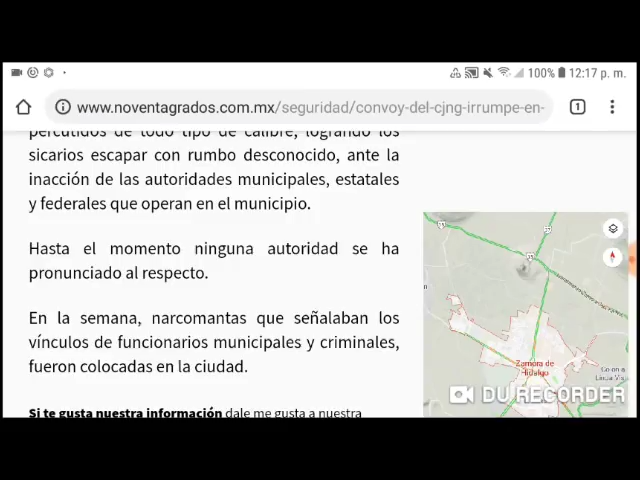 100% 12:17 p. m.
www.noventagrados.com.mx/seguridad/convoy-del-cjng-irrumpe-en-
1
percutidos de todo tipo de calibre, logrando los
sicarios escapar con rumbo desconocido, ante la
inacción de las autoridades municipales, estatales
y federales que operan en el municipio.
Hasta el momento ninguna autoridad se ha
pronunciado al respecto.
En la semana, narcomantas que señalaban los
vínculos de funcionarios municipales y criminales,
fueron colocadas en la ciudad.
Si te gusta nuestra información dale me gusta a nuestra
Zamora de
Hidalgo
DU RECORDER